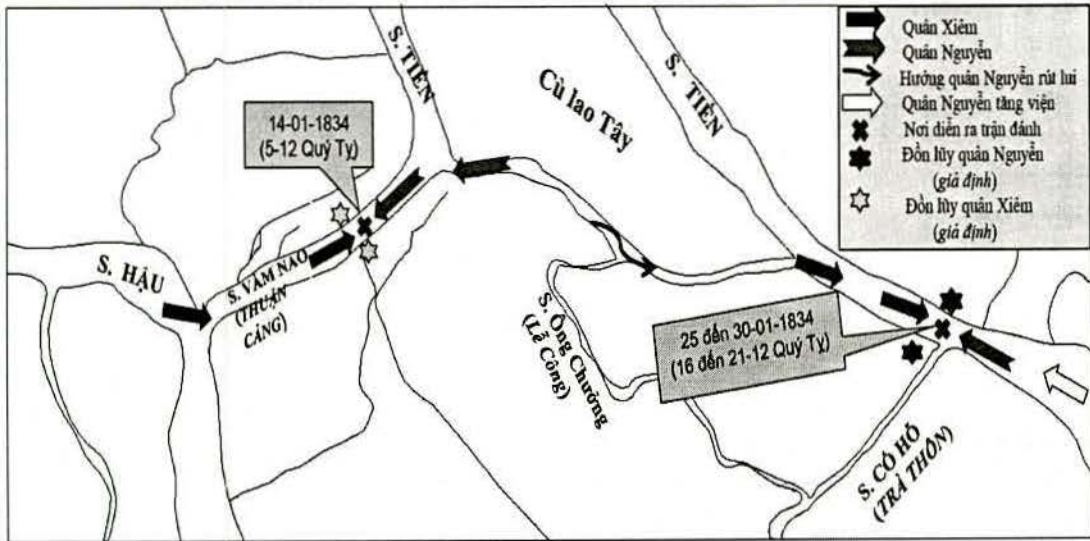 S. TIỀN
Cù lao Tây
S. TIỀN
14-01-1834
(5-12 Quý Tỵ)
S. HẬU
S. VÀM NAO
(THUẬN
CẢNG)
S. Ông Chưởng
(Lễ Công)
25 đến 30-01-1834
(16 đến 21-12 Quý Tỵ)
S. CỎ HỖ
(TRÀ THÔN)
Quân Xiêm
Quân Nguyễn
Hướng quân Nguyễn rút lui
Quân Nguyễn tăng viện
Nơi diễn ra trận đánh
Đồn lũy quân Nguyễn
(giả định)
Đồn lũy quân Xiêm
(giả định)